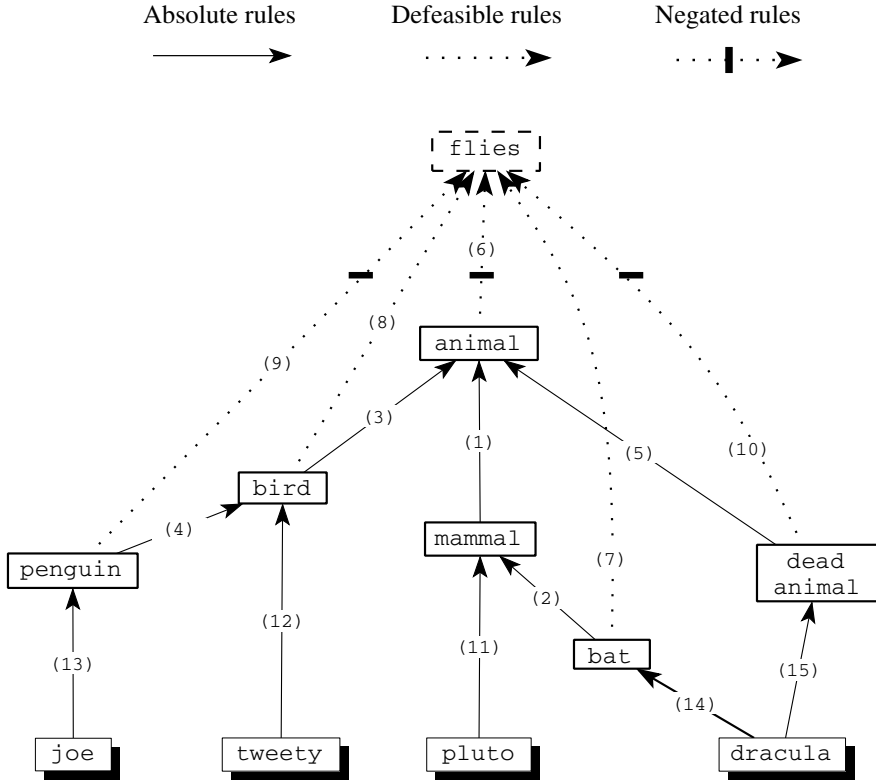 Absolute rules Defeasible rules Negated rules
flies
(6)
(8)
animal
(9)
(3)
(1)
(5)
(10)
bird
(4)
mammal
penguin
dead
animal
(7)
(2)
(12)
(11)
bat
(13)
(15)
(14)
joe tweety pluto dracula